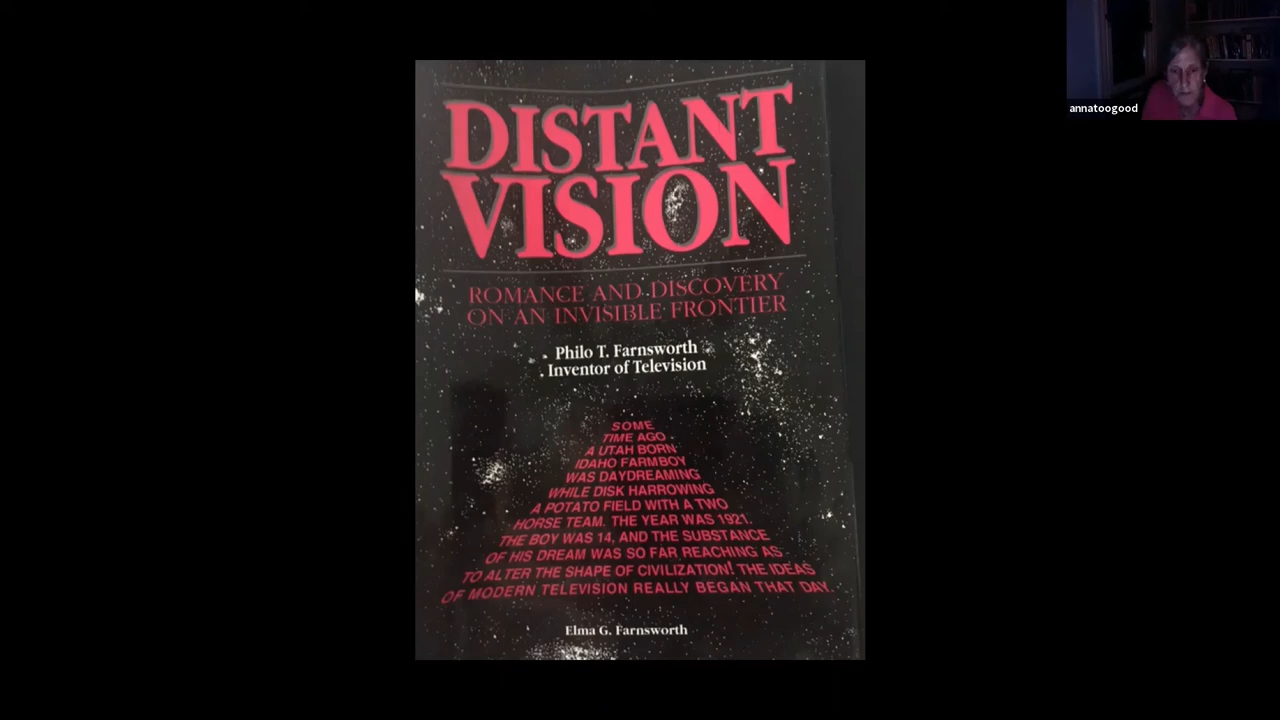 DISTANT
VISION
ROMANCE AND DISCOVERY
ON AN INVISIBLE FRONTIER
Philo T. Farnsworth
Inventor of Television
SOME
TIME AGO
A UTAH BORN
IDAHO FARMBOY
WAS DAYDREAMING
WHILE DISK HARROWING
A POTATO FIELD WITH A TWO
HORSE TEAM. THE YEAR WAS 1921.
THE BOY WAS 14, AND THE SUBSTANCE
OF HIS DREAM WAS SO FAR REACHING AS
TO ALTER THE SHAPE OF CIVILIZATION! THE IDEAS
OF MODERN TELEVISION REALLY BEGAN THAT DAY.
Elma G. Farnsworth
annatoogood